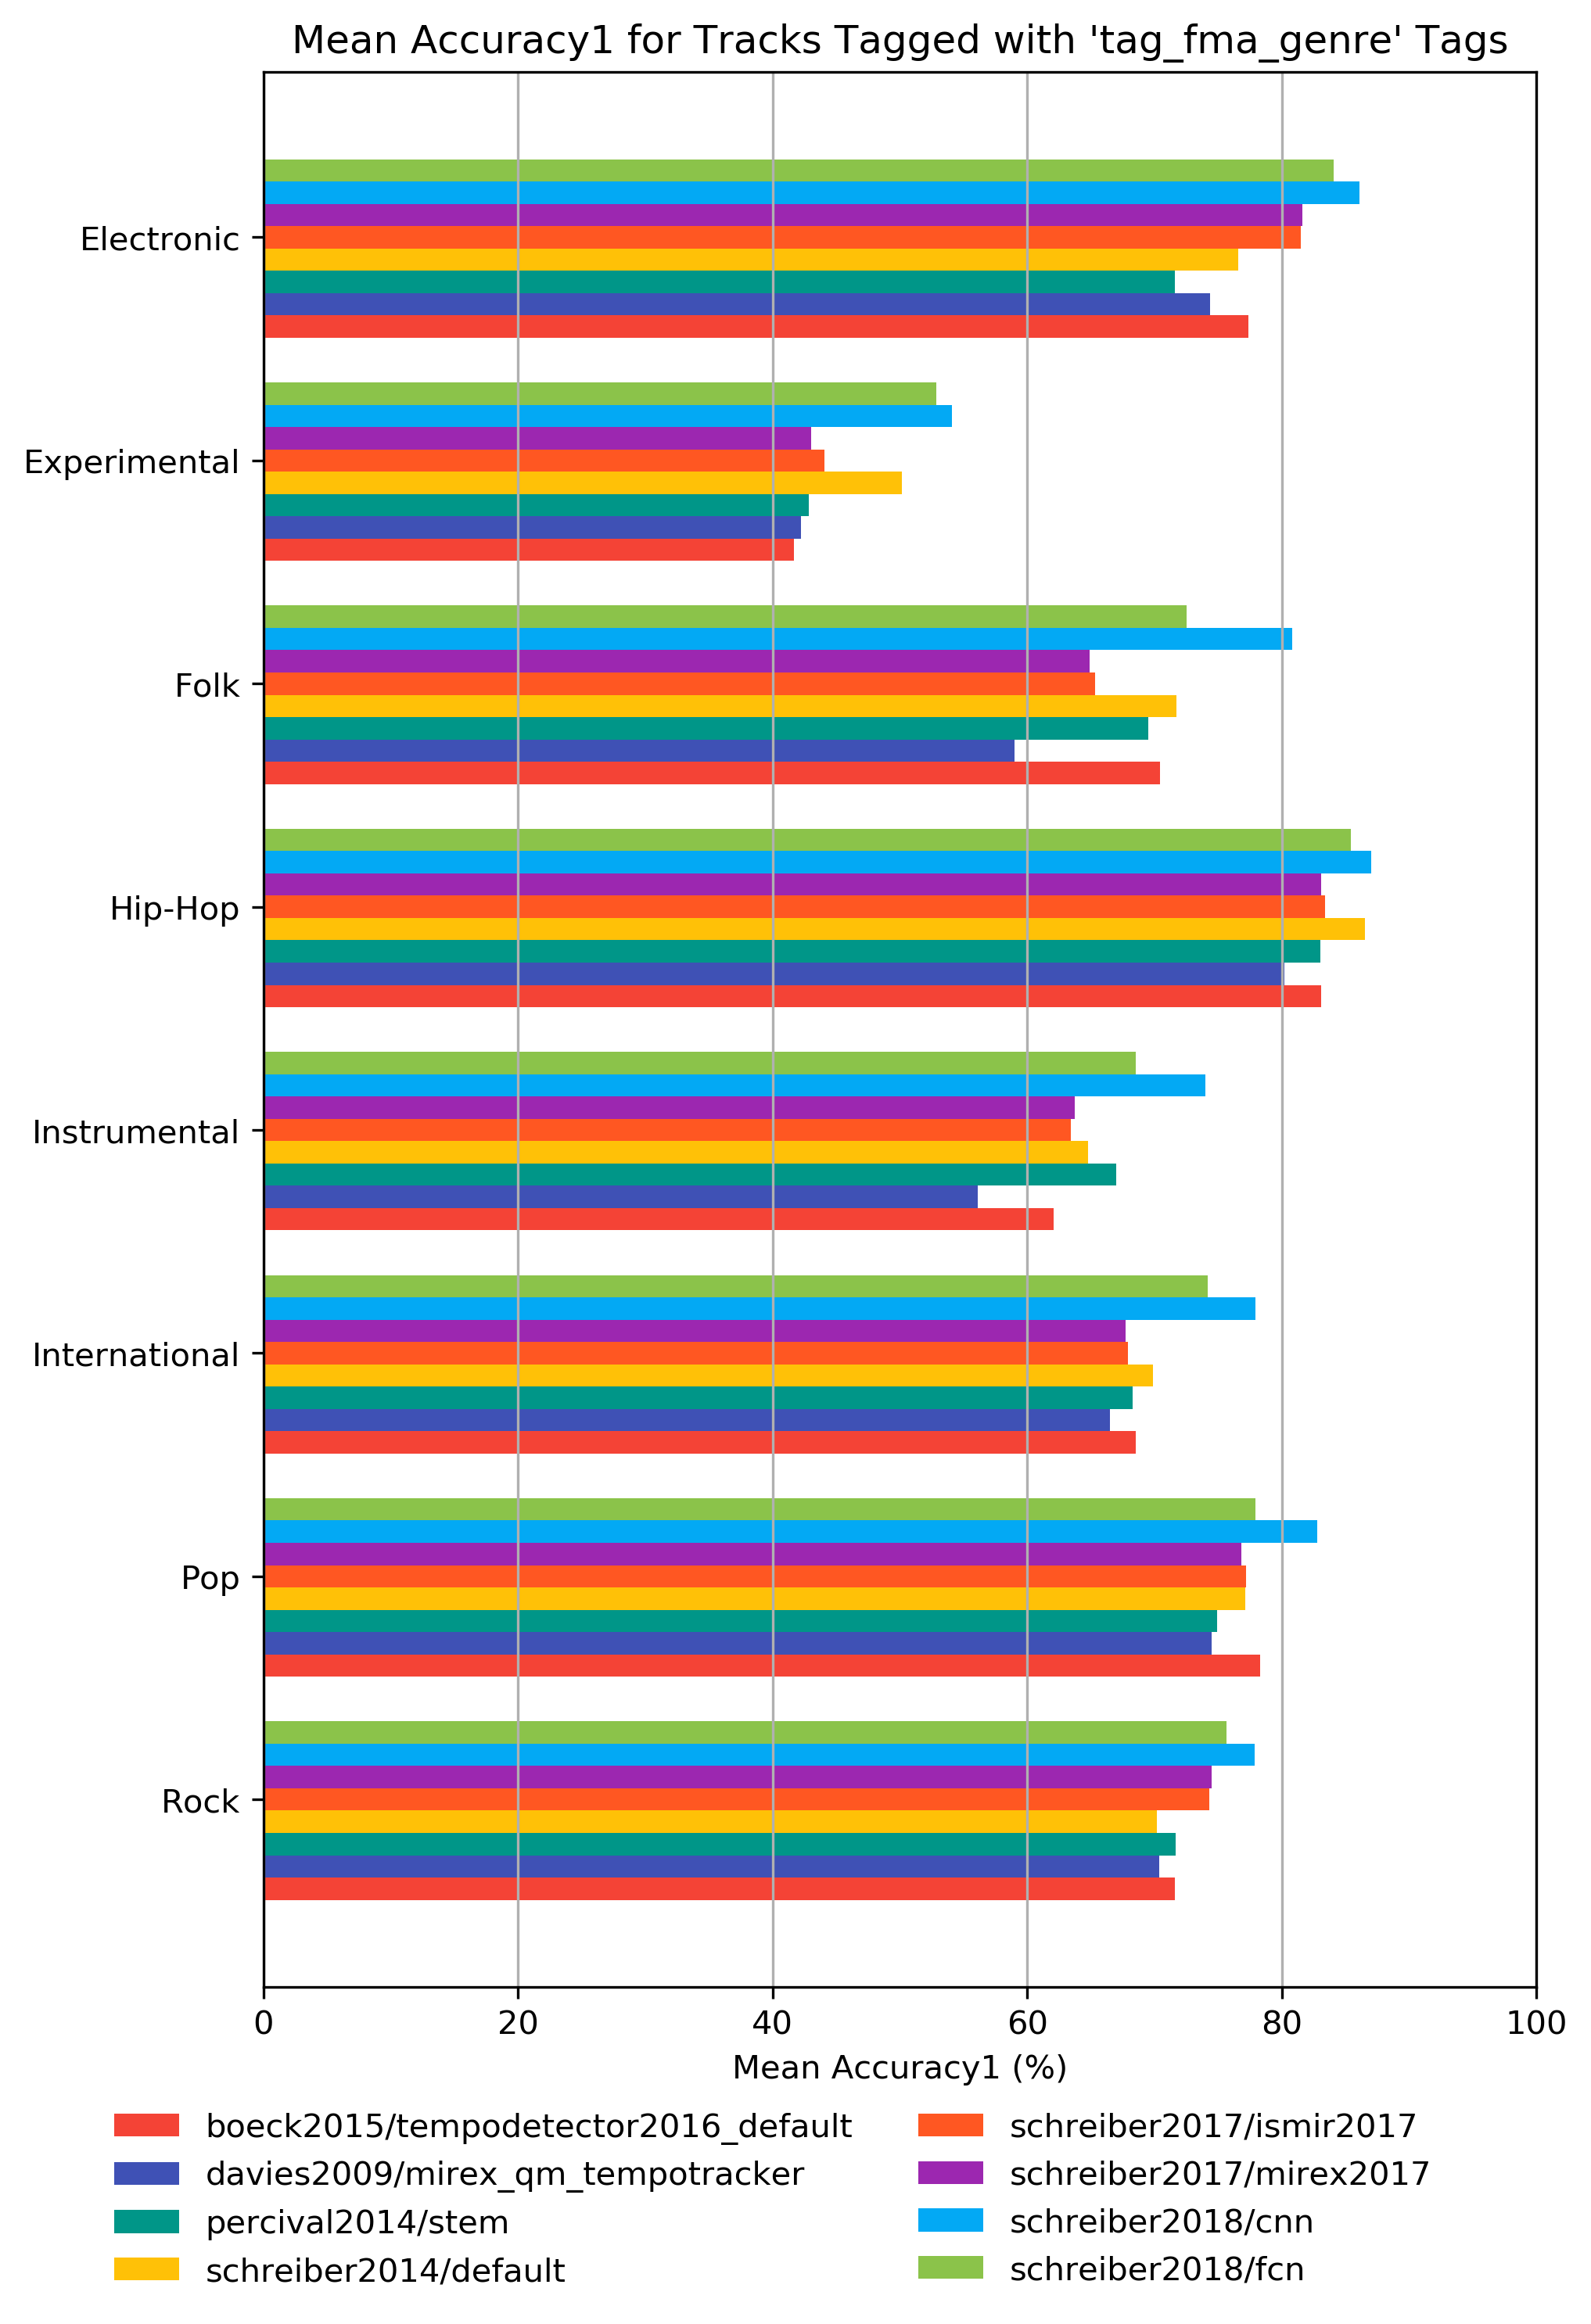 Mean Accuracy1 for Tracks Tagged with 'tag_fma_genre' Tags
Electronic
Experimental
Folk
Hip-Hop
Instrumental
International
Pop
Rock
0 20 40 60 80 100
Mean Accuracy1 (%)
boeck2015/tempodetector2016_default
davies2009/mirex_qm_tempotracker
percival2014/stem
schreiber2014/default
schreiber2017/ismir2017
schreiber2017/mirex2017
schreiber2018/cnn
schreiber2018/fcn